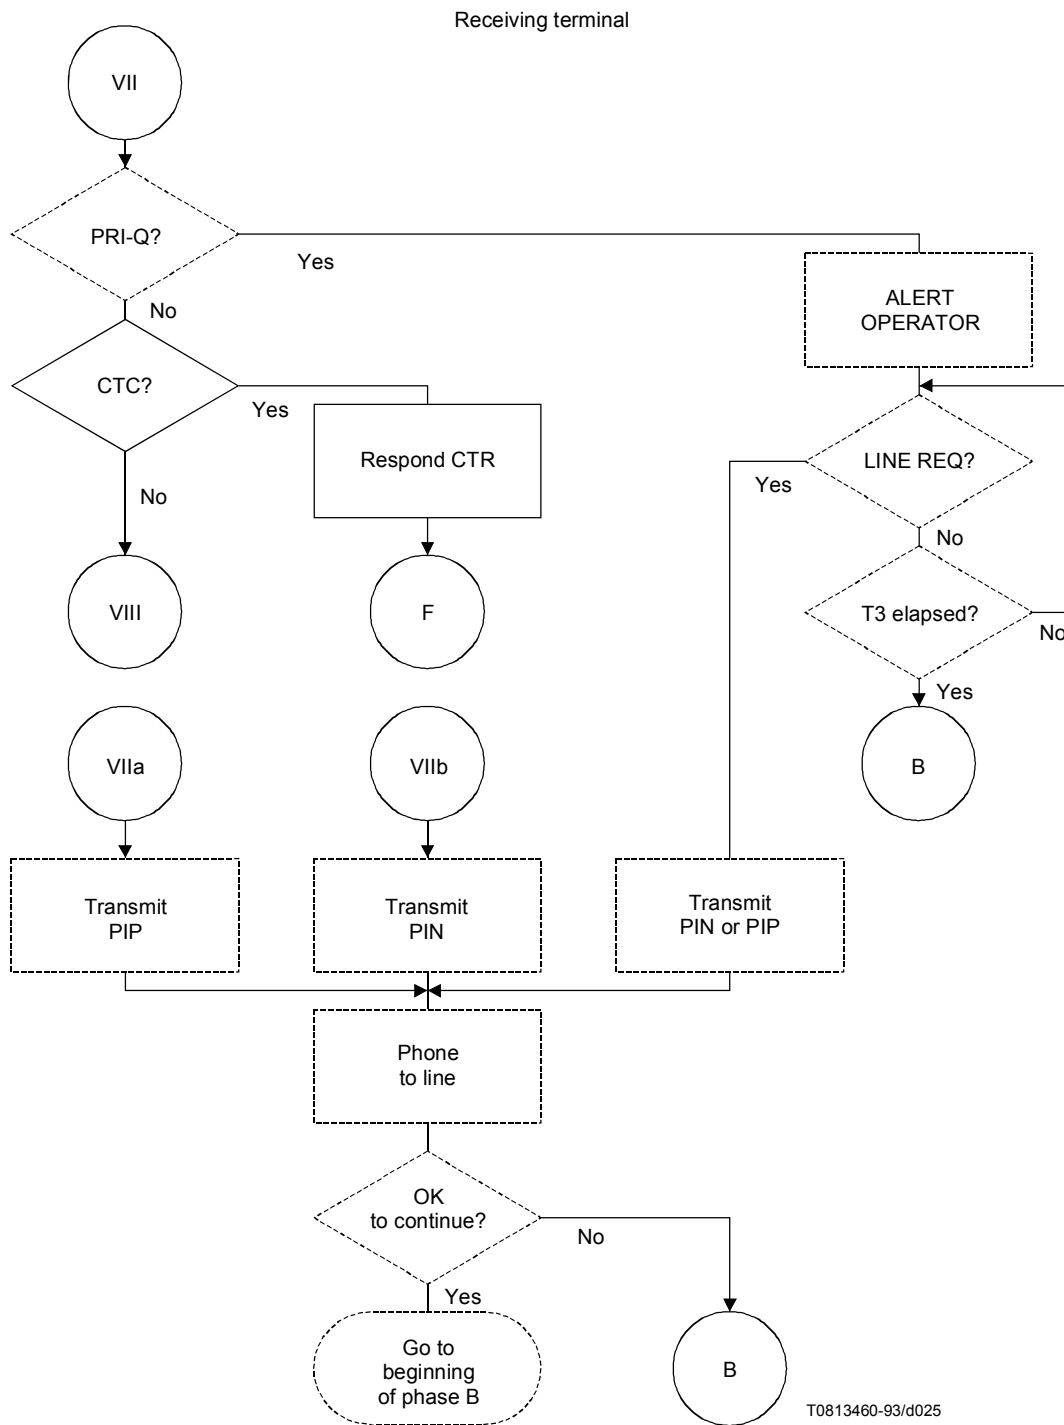 Receiving terminal
VII
PRI-Q?
Yes
No
ALERT
OPERATOR
CTC?
Yes
No
Respond CTR
LINE REQ?
Yes
No
VIII
F
T3 elapsed?
No
Yes
VIIa
VIIb
B
Transmit
PIP
Transmit
PIN
Transmit
PIN or PIP
Phone
to line
OK
to continue?
No
Yes
Go to
beginning
of phase B
B
T0813460-93/d025